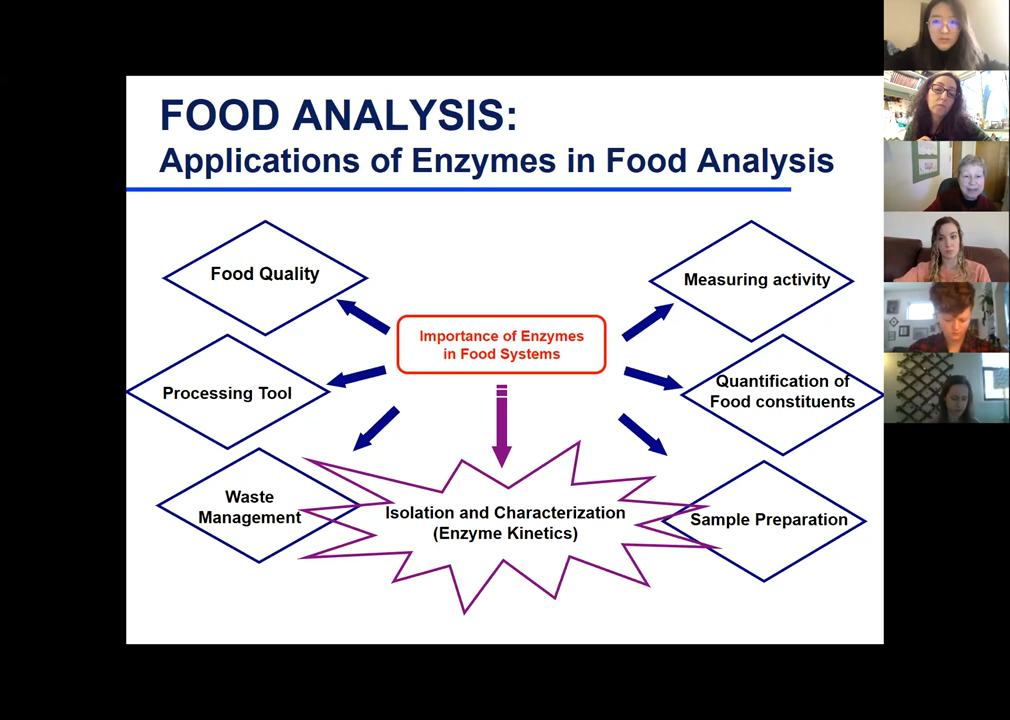 FOOD ANALYSIS:
Applications of Enzymes in Food Analysis
Food Quality
Measuring activity
Importance of Enzymes
in Food Systems
Processing Tool
Quantification of
Food constituents
Waste
Management
Isolation and Characterization
(Enzyme Kinetics)
Sample Preparation